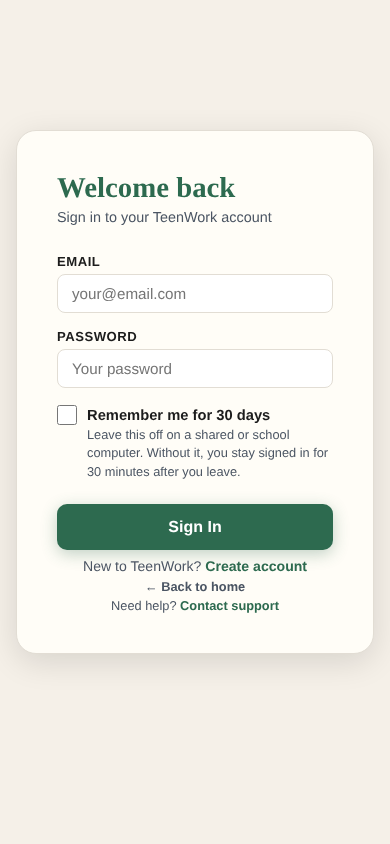 Welcome back
Sign in to your TeenWork account
EMAIL
your@email.com
PASSWORD
Your password
Remember me for 30 days
Leave this off on a shared or school
computer. Without it, you stay signed in for
30 minutes after you leave.
Sign In
New to TeenWork? Create account
← Back to home
Need help? Contact support